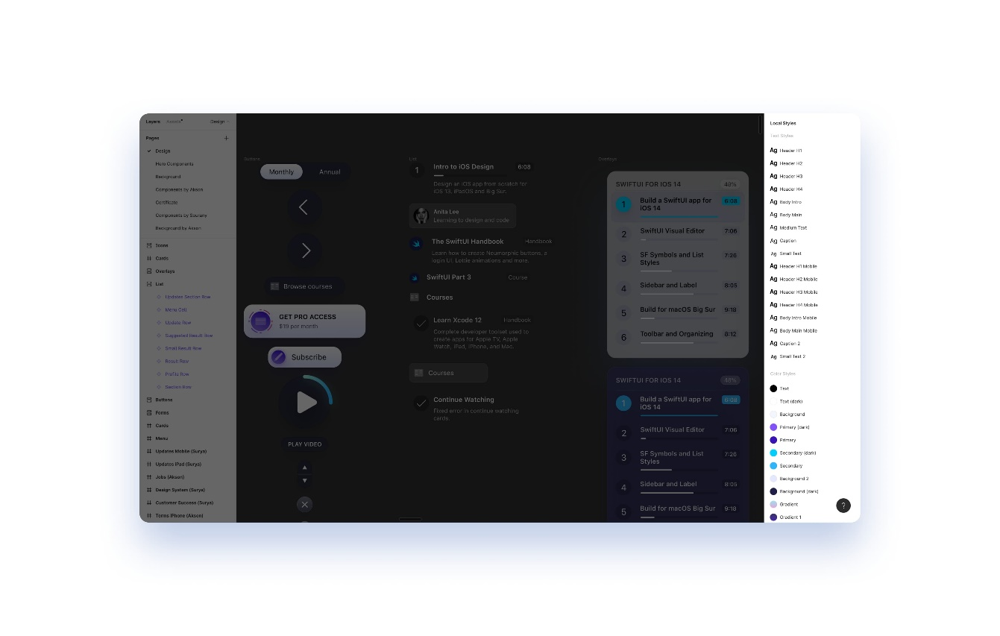 Layers
Assets
Design
Pages
Design
Hero Components
Background
Components by Akson
Certificate
Components by Sourany
Background by Akson
Icons
Cards
Overlays
List
Updates Section Row
Menu Cell
Update Row
Suggested Result Row
Small Result Row
Result Row
Profile Row
Section Row
Buttons
Forms
Cards
Menu
Updates Mobile (Surya)
Updates iPad (Surya)
Jobs (Akson)
Design System (Surya)
Customer Success (Surya)
Terms iPhone (Akson)
Buttons
Monthly
Annual
Browse courses
GET PRO ACCESS
$19 per month
Subscribe
PLAY VIDEO
List
1
Intro to iOS Design
6:08
Design an iOS app from scratch for
iOS 13, iPadOS and Big Sur.
Anita Lee
Learning to design and code
The SwiftUI Handbook
Handbook
Learn how to create Neumorphic buttons, a
login UI, Lottie animations and more.
SwiftUI Part 3
Course
Courses
Learn Xcode 12
Handbook
Complete developer toolset used to
create apps for Apple TV, Apple
Watch, iPad, iPhone, and Mac.
Courses
Continue Watching
Fixed error in continue watching
cards.
Overlays
SWIFTUI FOR IOS 14
48%
1
Build a SwiftUI app for
iOS 14
6:08
2
SwiftUI Visual Editor
7:06
3
SF Symbols and List
Styles
7:26
4
Sidebar and Label
8:05
5
Build for macOS Big Sur
9:18
6
Toolbar and Organizing
8:12
SWIFTUI FOR IOS 14
48%
1
Build a SwiftUI app for
iOS 14
6:08
2
SwiftUI Visual Editor
7:06
3
SF Symbols and List
Styles
7:26
4
Sidebar and Label
8:05
5
Build for macOS Big Sur
9:18
Local Styles
Text Styles
Ag Header H1
Ag Header H2
Ag Header H3
Ag Header H4
Ag Body Intro
Ag Body Main
Ag Medium Text
Ag Caption
Ag Small Text
Ag Header H1 Mobile
Ag Header H2 Mobile
Ag Header H3 Mobile
Ag Header H4 Mobile
Ag Body Intro Mobile
Ag Body Main Mobile
Ag Caption 2
Ag Small Text 2
Color Styles
Text
Text (dark)
Background
Primary (dark)
Primary
Secondary (dark)
Secondary
Background 2
Background (dark)
Gradient
Gradient 1
?